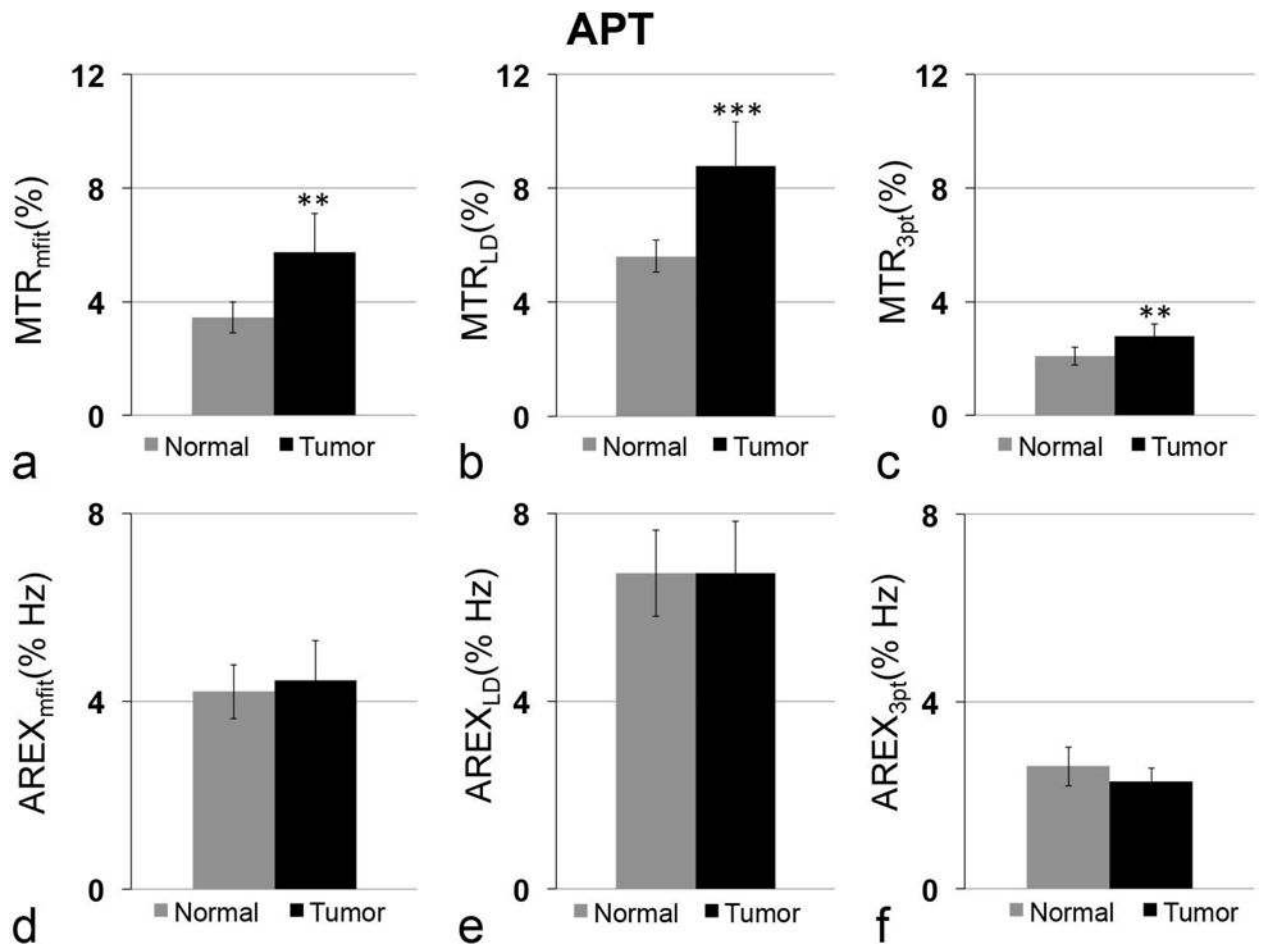 APT
MTRmfit(%)
12
8
4
0
**
Normal Tumor
a
MTRLD(%)
12
8
4
0
***
Normal Tumor
b
MTR3pt(%)
12
8
4
0
**
Normal Tumor
c
AREXmfit(% Hz)
8
4
0
Normal Tumor
d
AREXLD(% Hz)
8
4
0
Normal Tumor
e
AREX3pt(% Hz)
8
4
0
Normal Tumor
f